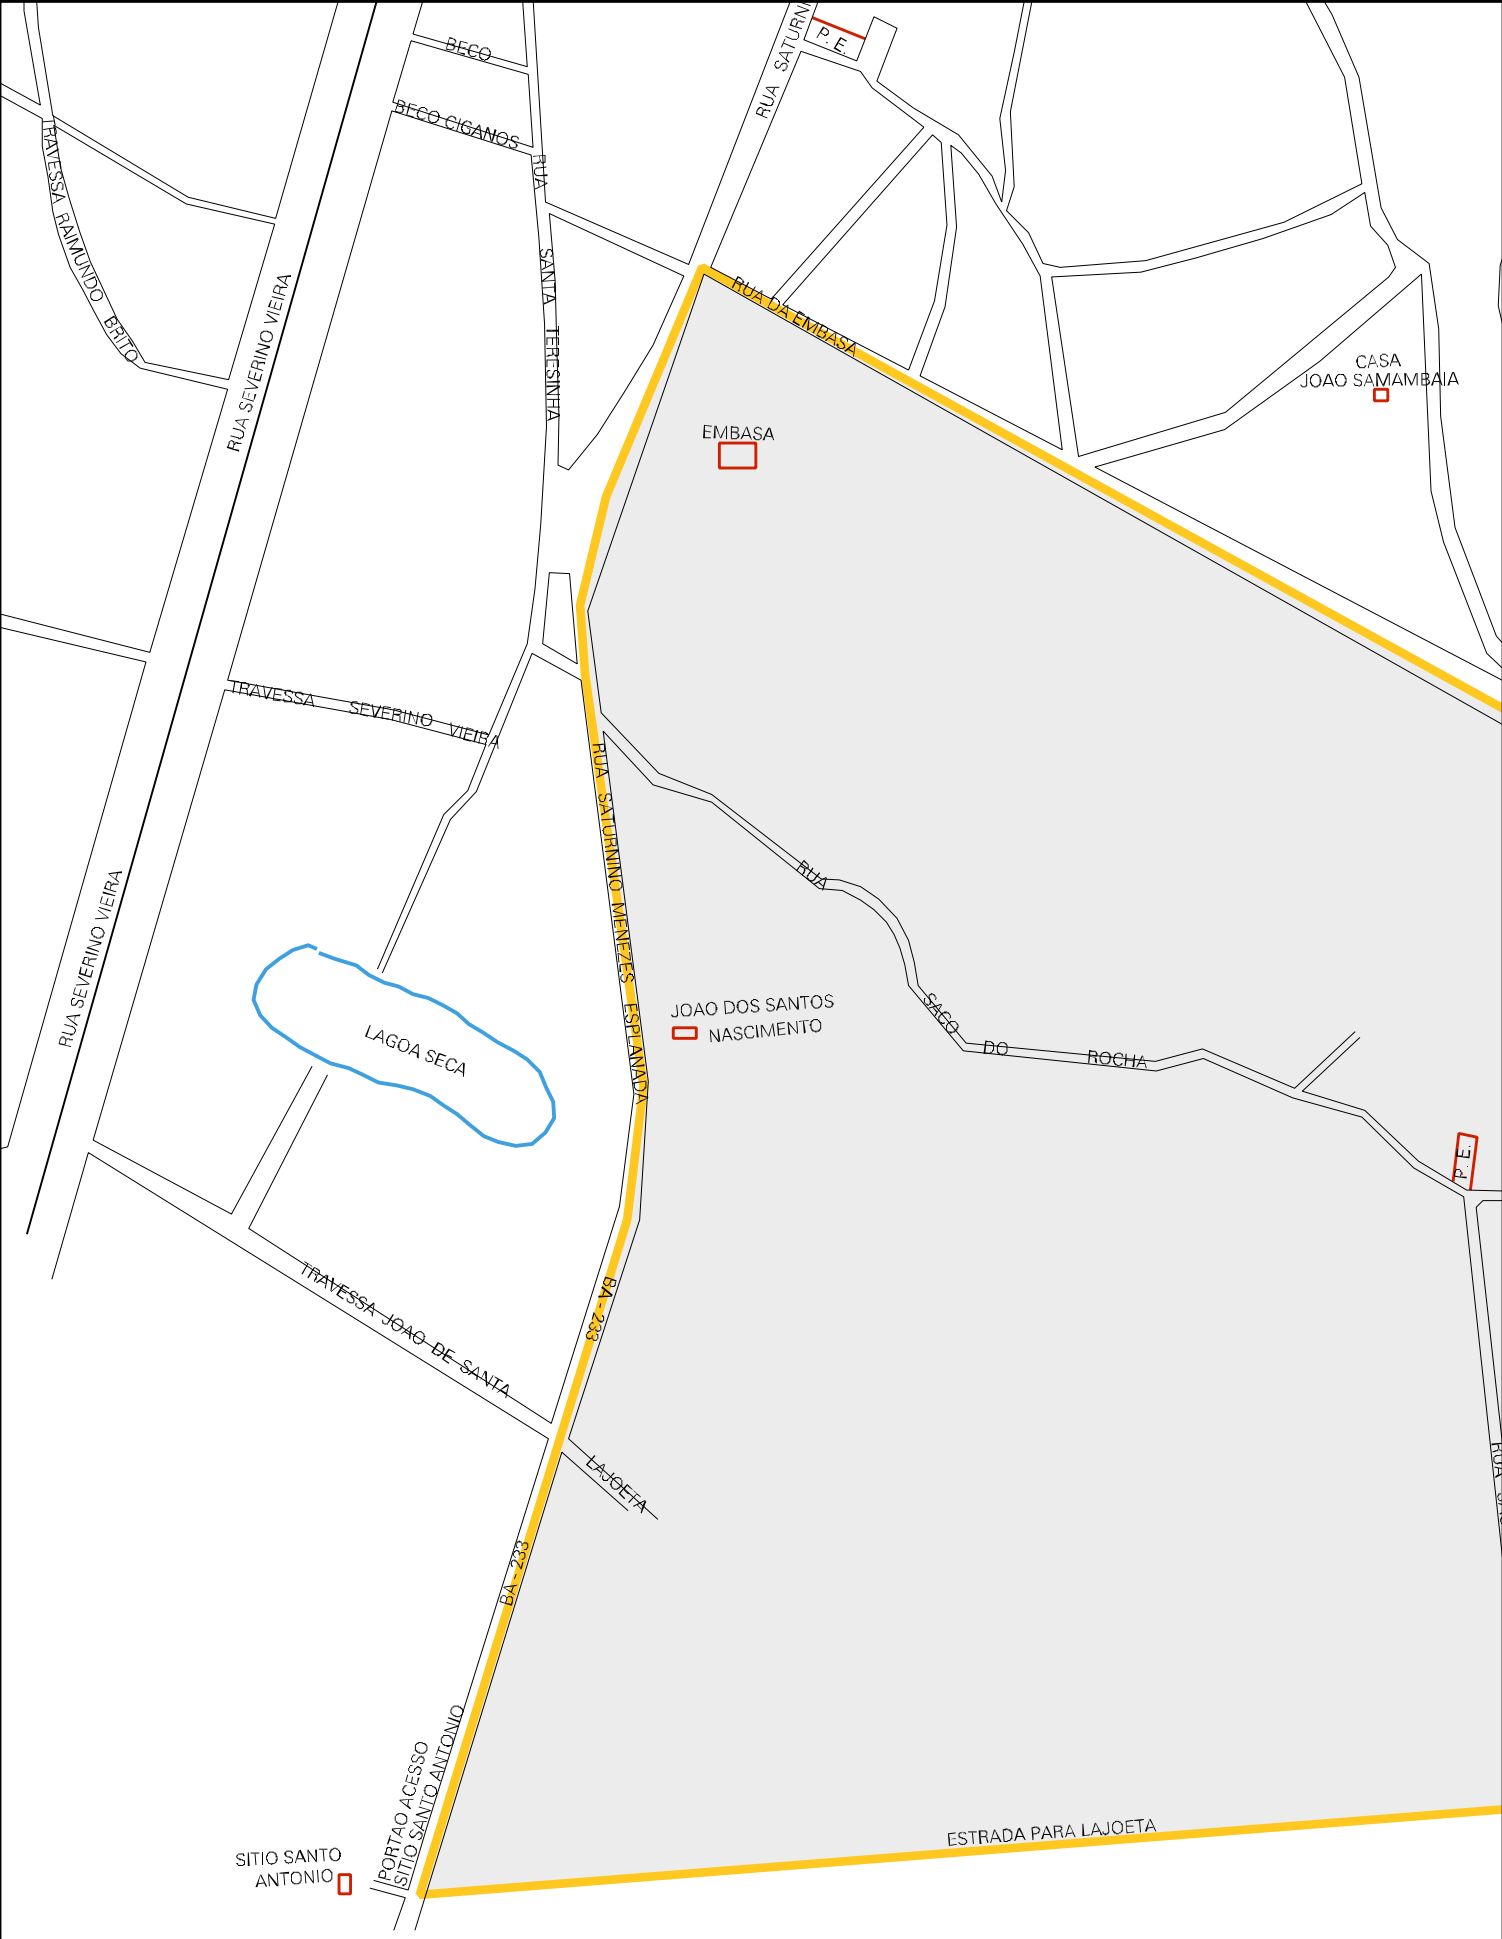 RUA SATURNI
P. E.
BECO
BECO CIGANOS
RUA SANTA TERESINHA
TRAVESSA RAIMUNDO BRITO
RUA SEVERINO VIEIRA
RUA DA EMBASA
CASA
JOAO SAMAMBAIA
EMBASA
TRAVESSA SEVERINO VIEIRA
RUA SATURNINO MENEZES ESPLANADA
RUA SACO DO ROCHA
RUA SEVERINO VIEIRA
LAGOA SECA
JOAO DOS SANTOS
NASCIMENTO
P. E.
BA - 233
TRAVESSA JOAO DE SANTA
LAJOETA
RUA
BA - 233
PORTAO ACESSO
SITIO SANTO ANTONIO
ESTRADA PARA LAJOETA
SITIO SANTO
ANTONIO